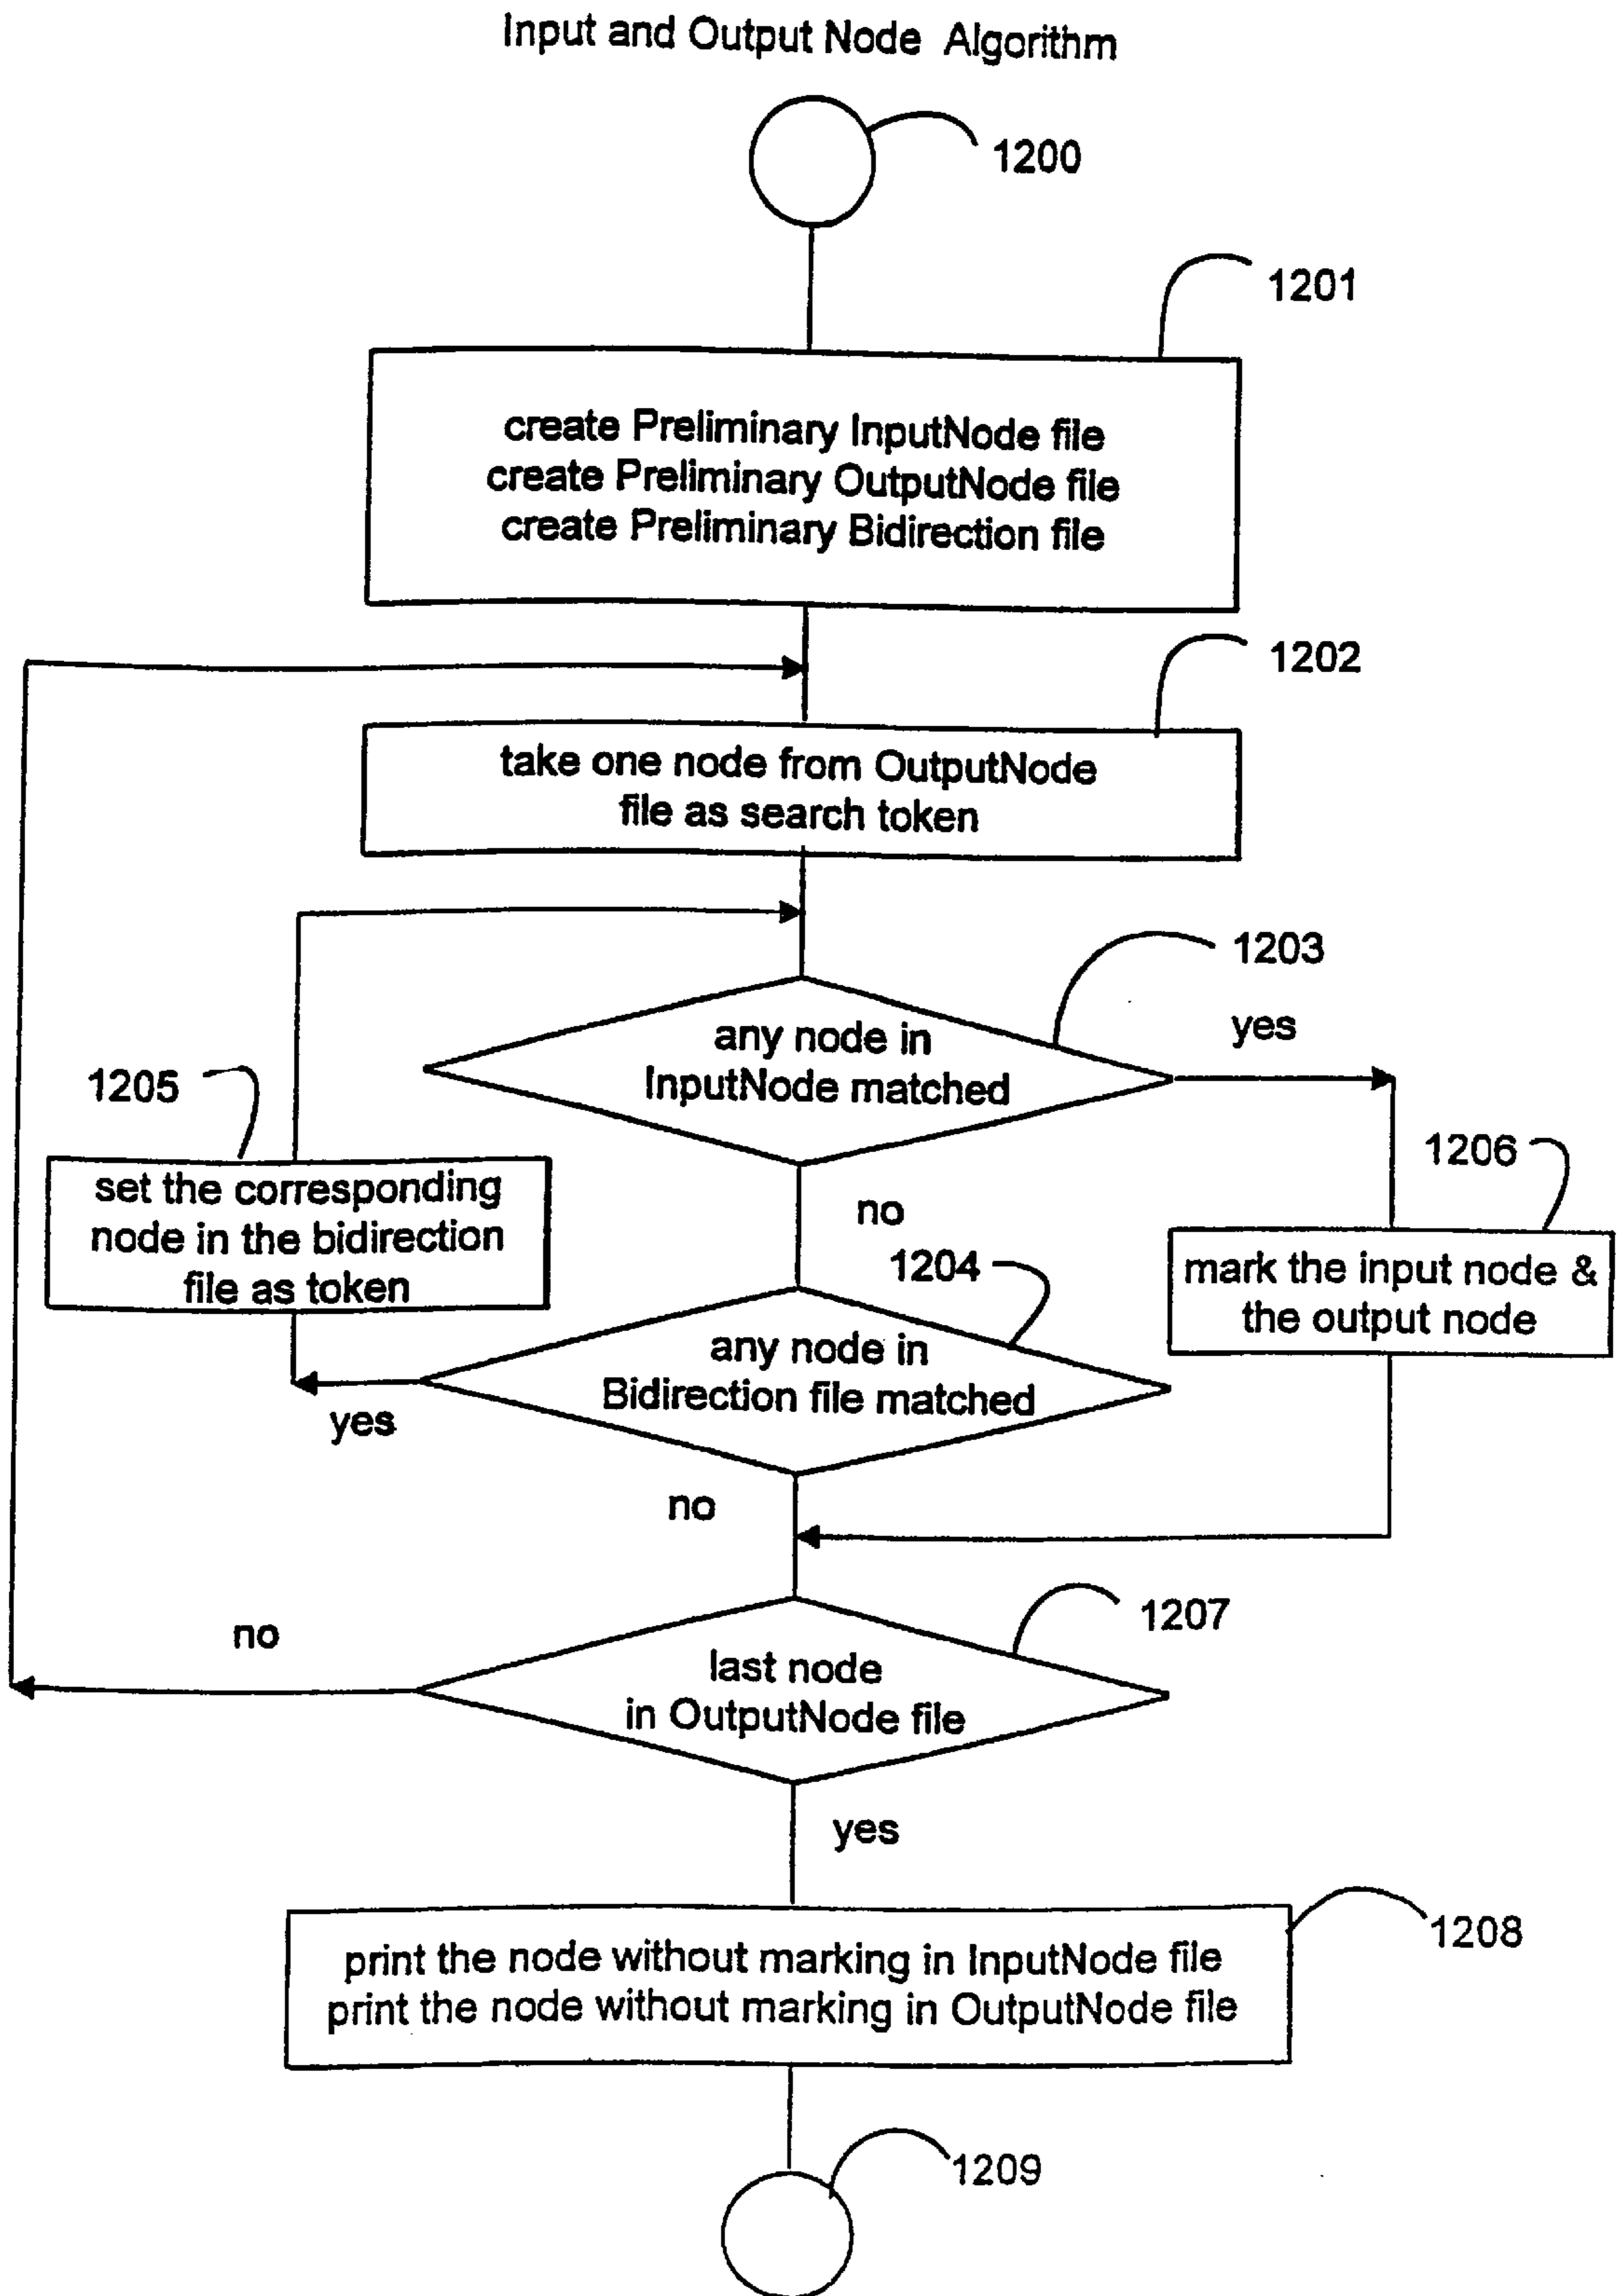 Input and Output Node Algorithm
1200
1201
create Preliminary InputNode file
create Preliminary OutputNode file
create Preliminary Bidirection file
1202
take one node from OutputNode
file as search token
1203
any node in
InputNode matched
yes
1205
set the corresponding
node in the bidirection
file as token
no
1206
mark the input node &
the output node
1204
any node in
Bidirection file matched
yes
no
1207
last node
in OutputNode file
no
yes
1208
print the node without marking in InputNode file
print the node without marking in OutputNode file
1209